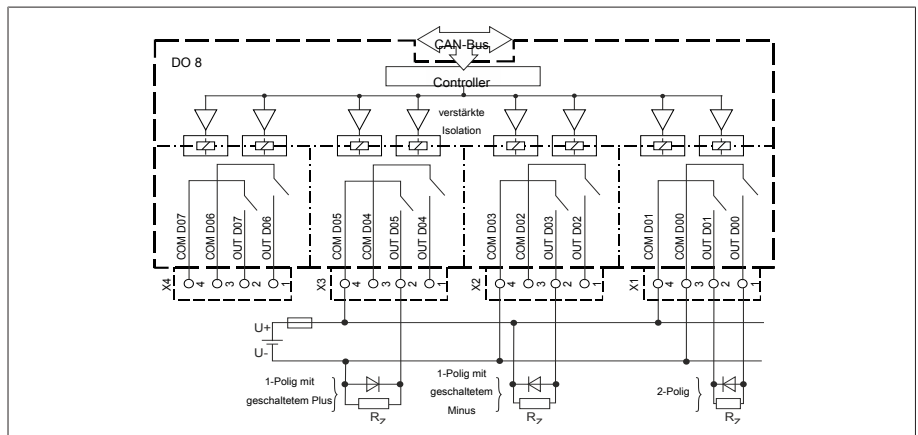 CAN-Bus
DO 8
Controller
verstärkte
Isolation
COM D07
COM D06
OUT D07
OUT D06
COM D05
COM D04
OUT D05
OUT D04
COM D03
COM D02
OUT D03
OUT D02
COM D01
COM D00
OUT D01
OUT D00
X4
4
3
2
1
X3
4
3
2
1
X2
4
3
2
1
X1
4
3
2
1
U+
U-
1-Polig mit
geschaltetem Plus
RZ
1-Polig mit
geschaltetem
Minus
RZ
2-Polig
RZ